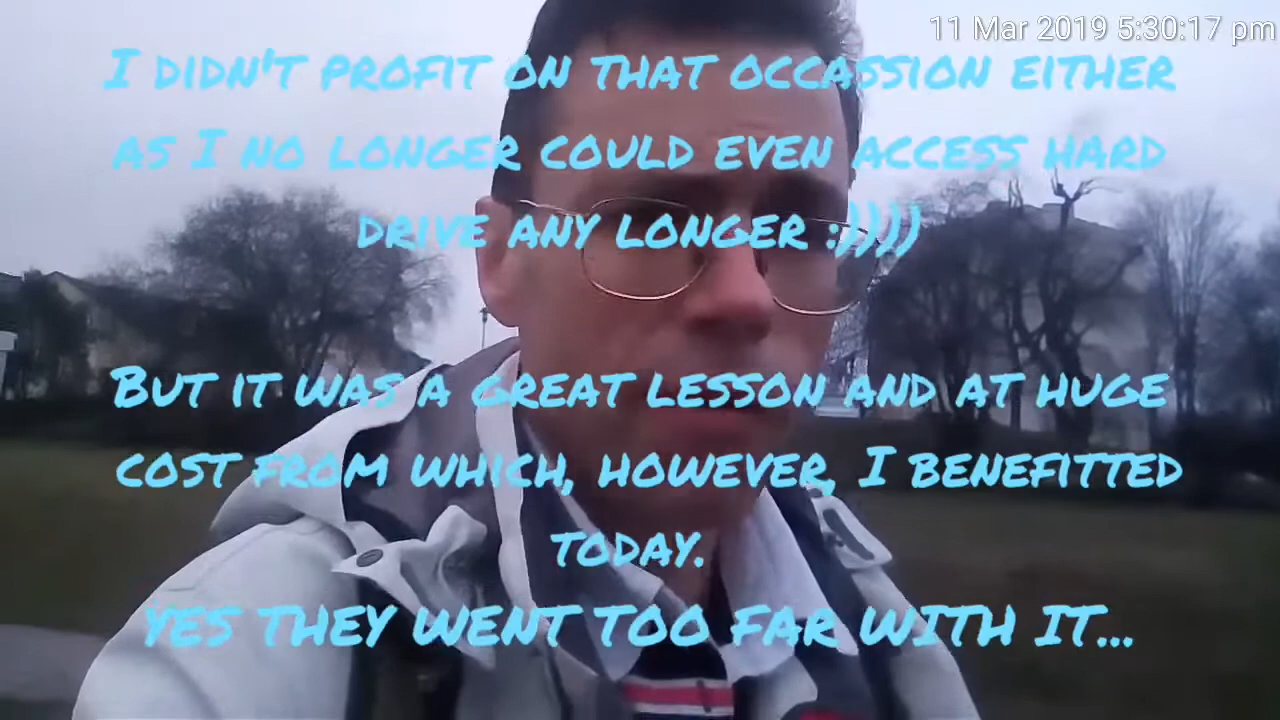 11 Mar 2019 5:30:17 pm
I DIDN'T PROFIT ON THAT OCCASSION EITHER
AS I NO LONGER COULD EVEN ACCESS HARD
DRIVE ANY LONGER :))))
BUT IT WAS A GREAT LESSON AND AT HUGE
COST FROM WHICH, HOWEVER, I BENEFITTED
TODAY.
YES THEY WENT TOO FAR WITH IT...